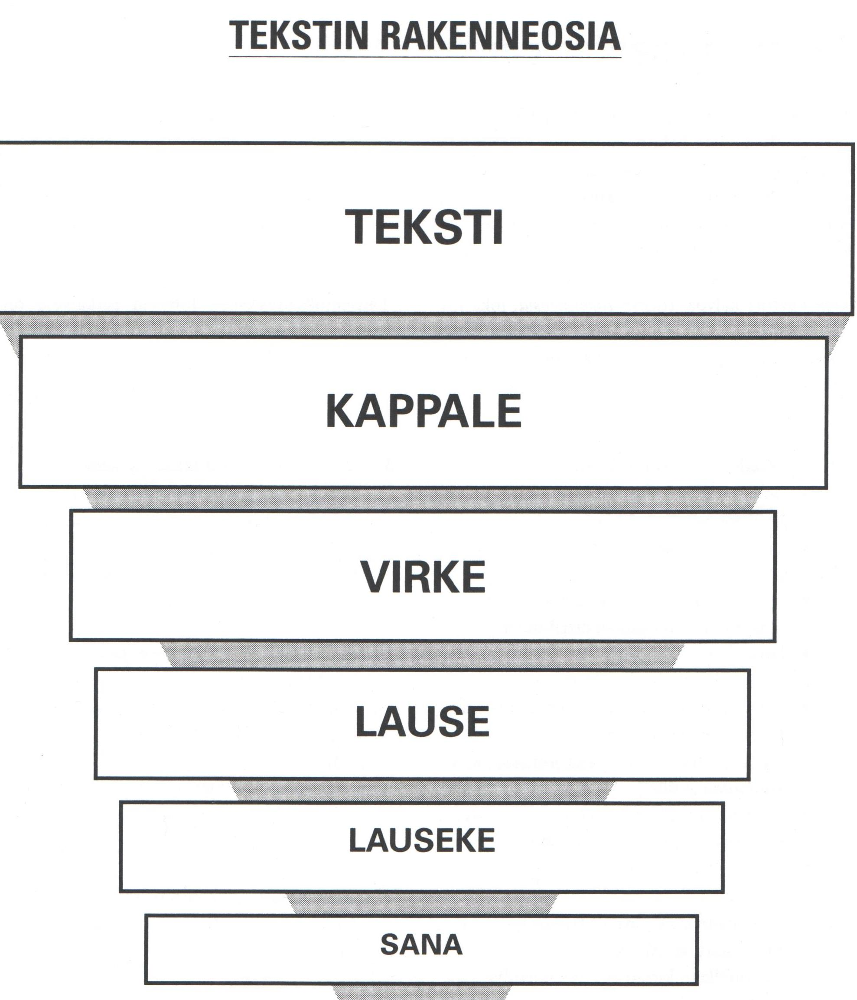 TEKSTIN RAKENNEOSIA
TEKSTI
KAPPALE
VIRKE
LAUSE
LAUSEKE
SANA